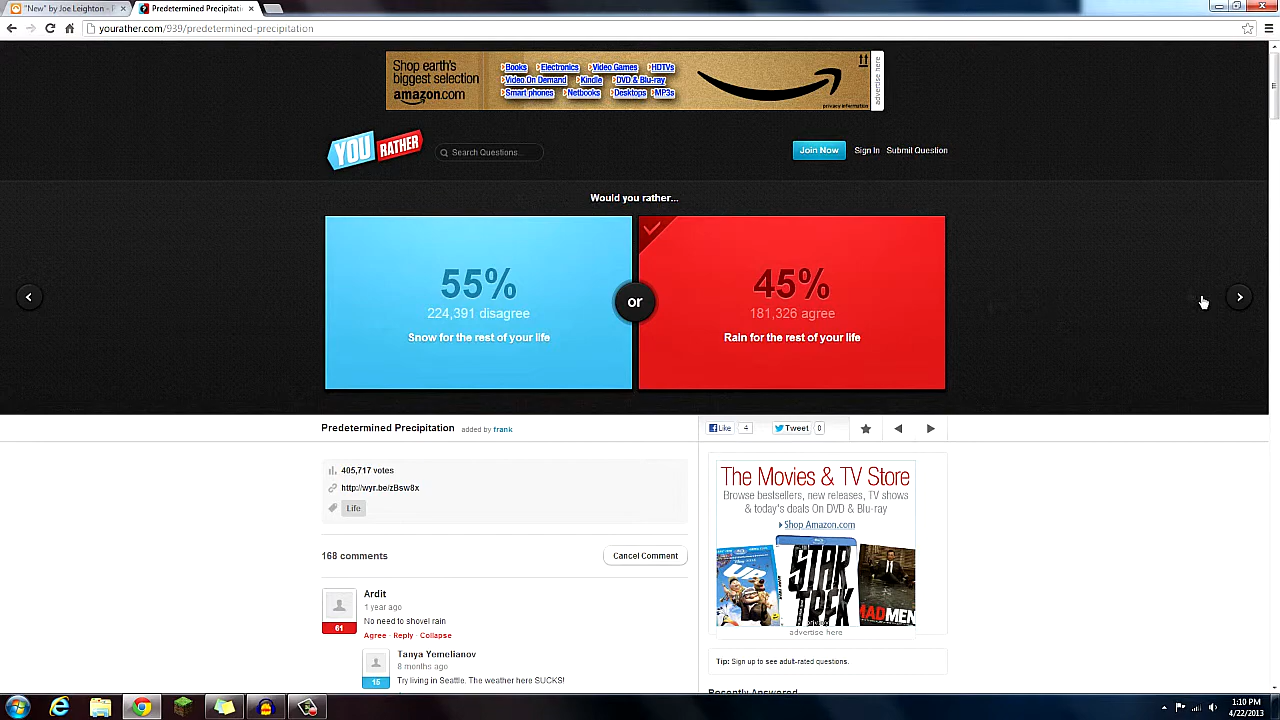 "New" by Joe Leighton - P
Predetermined Precipitati
yourather.com/939/predetermined-precipitation
Shop earth's
biggest selection
amazon.com
Books Electronics Video Games HDTVs
Video On Demand Kindle DVD & Blu-ray
Smart phones Netbooks Desktops MP3s
privacy information
advertise here
YOU RATHER
Search Questions...
Join Now Sign In Submit Question
Would you rather...
55%
224,391 disagree
Snow for the rest of your life
or
45%
181,326 agree
Rain for the rest of your life
Predetermined Precipitation added by frank
Like 4 Tweet 0
405,717 votes
http://wyr.be/zBsw8x
Life
168 comments
Cancel Comment
Ardit
1 year ago
No need to shovel rain
61
Agree · Reply · Collapse
Tanya Yemelianov
8 months ago
Try living in Seattle. The weather here SUCKS!
15
The Movies & TV Store
Browse bestsellers, new releases, TV shows
& today's deals On DVD & Blu-ray
Shop Amazon.com
UP
STAR
TREK
MAD MEN
advertise here
Tip: Sign up to see adult-rated questions.
Recently Answered
1:10 PM
4/22/2013